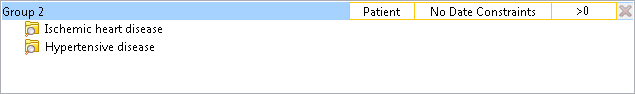 Group 2 Patient No Date Constraints >0
Ischemic heart disease
Hypertensive disease